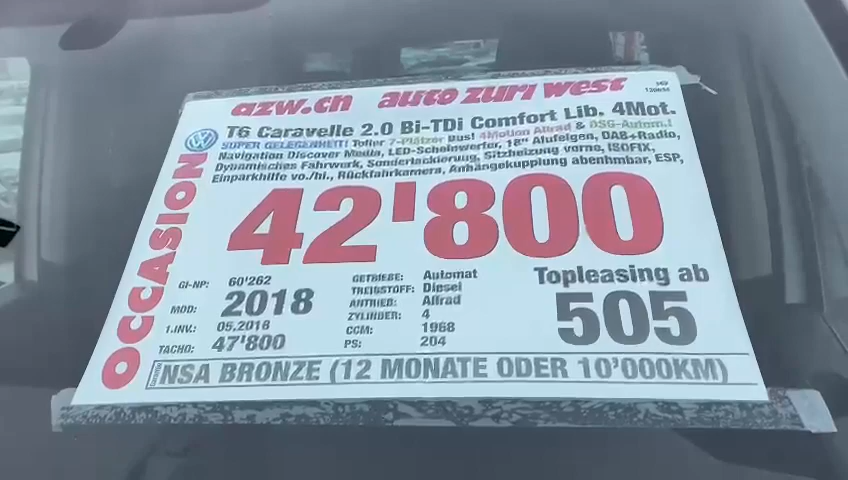 azw.ch auto züri west
T6 Caravelle 2.0 Bi-TDi Comfort Lib. 4Mot.
SUPER GELEGENHEIT! Toller 7-Plätzer Bus! 4Motion Allrad & DSG-Autom.!
Navigation Discover Media, LED-Scheinwerfer, 18" Alufelgen, DAB+Radio,
Dynamisches Fahrwerk, Sonderlackierung, Sitzheizung vorne, ISOFIX,
Einparkhilfe vo./hi., Rückfahrkamera, Anhängekupplung abenhmbar, ESP,
OCCASION
42'800
GI-NP: 60'262
MOD: 2018
1.INV.: 05.2018
TACHO: 47'800
GETRIEBE: Automat
TREIBSTOFF: Diesel
ANTRIEB: Allrad
ZYLINDER: 4
CCM: 1968
PS: 204
Topleasing ab
505
NSA BRONZE (12 MONATE ODER 10'000KM)